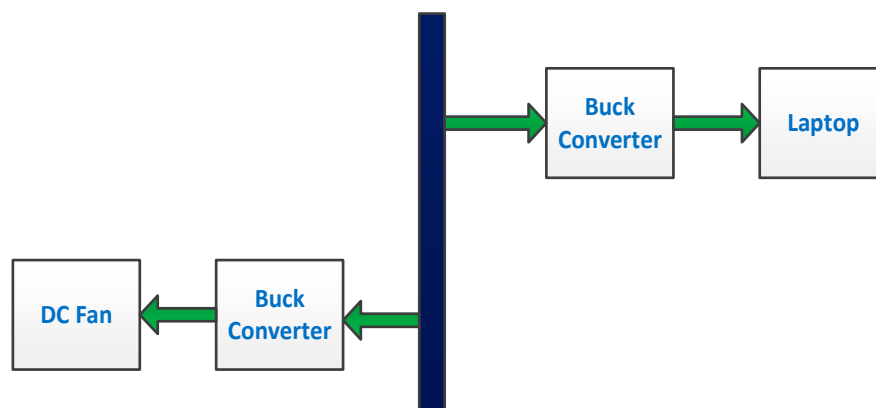 Buck
Converter
Laptop
DC Fan
Buck
Converter